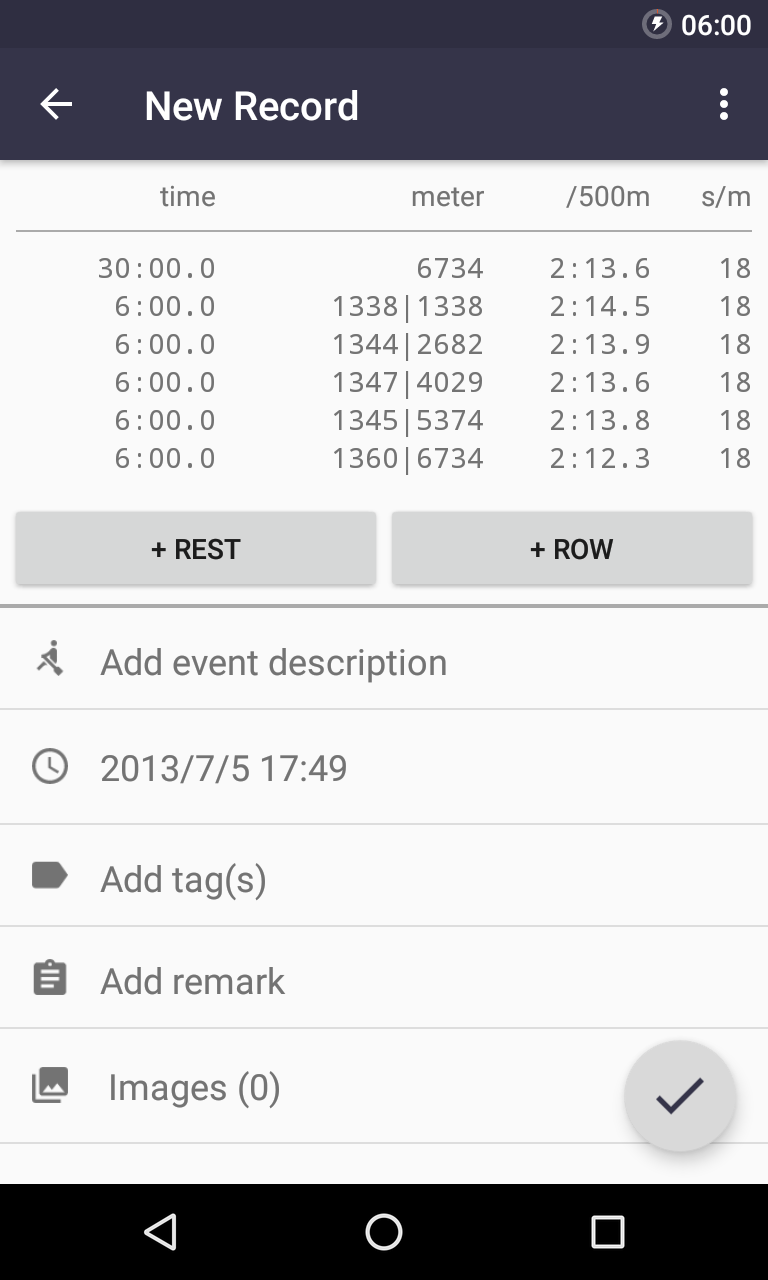 06:00
New Record
time meter /500m s/m
30:00.0 6734 2:13.6 18
6:00.0 1338|1338 2:14.5 18
6:00.0 1344|2682 2:13.9 18
6:00.0 1347|4029 2:13.6 18
6:00.0 1345|5374 2:13.8 18
6:00.0 1360|6734 2:12.3 18
+ REST + ROW
Add event description
2013/7/5 17:49
Add tag(s)
Add remark
Images (0)